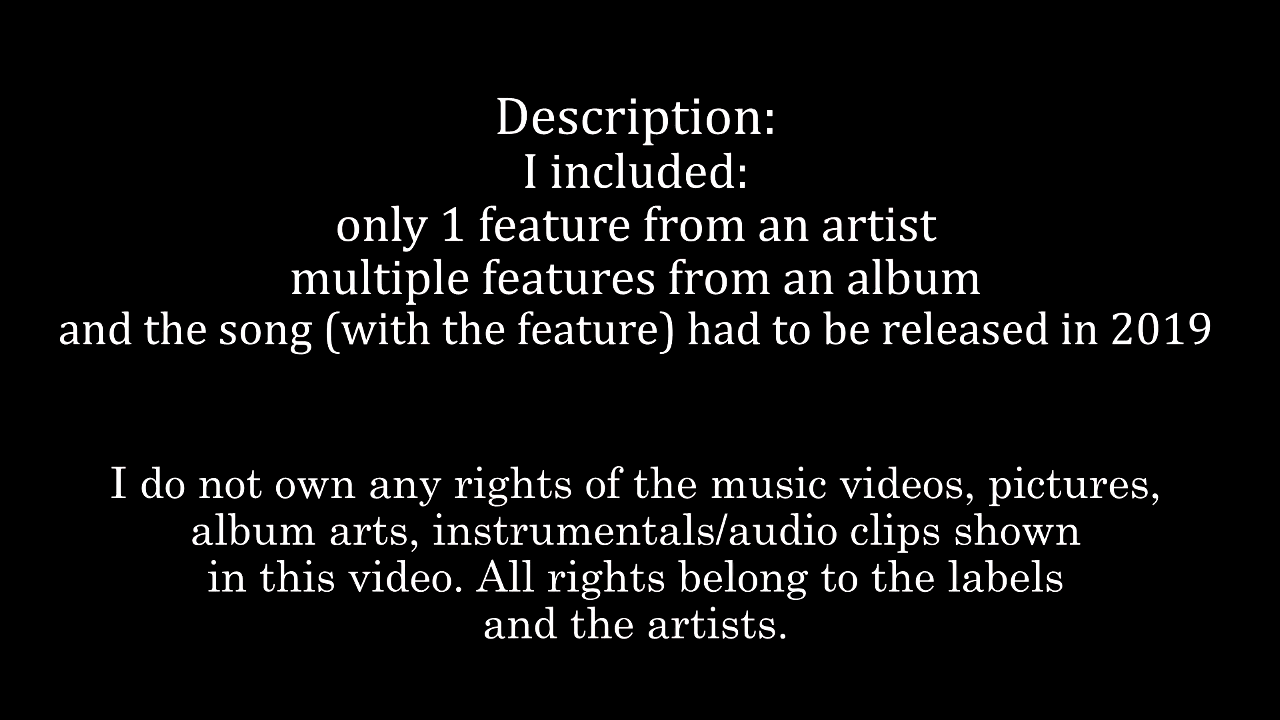 Description:
I included:
only 1 feature from an artist
multiple features from an album
and the song (with the feature) had to be released in 2019
I do not own any rights of the music videos, pictures,
album arts, instrumentals/audio clips shown
in this video. All rights belong to the labels
and the artists.